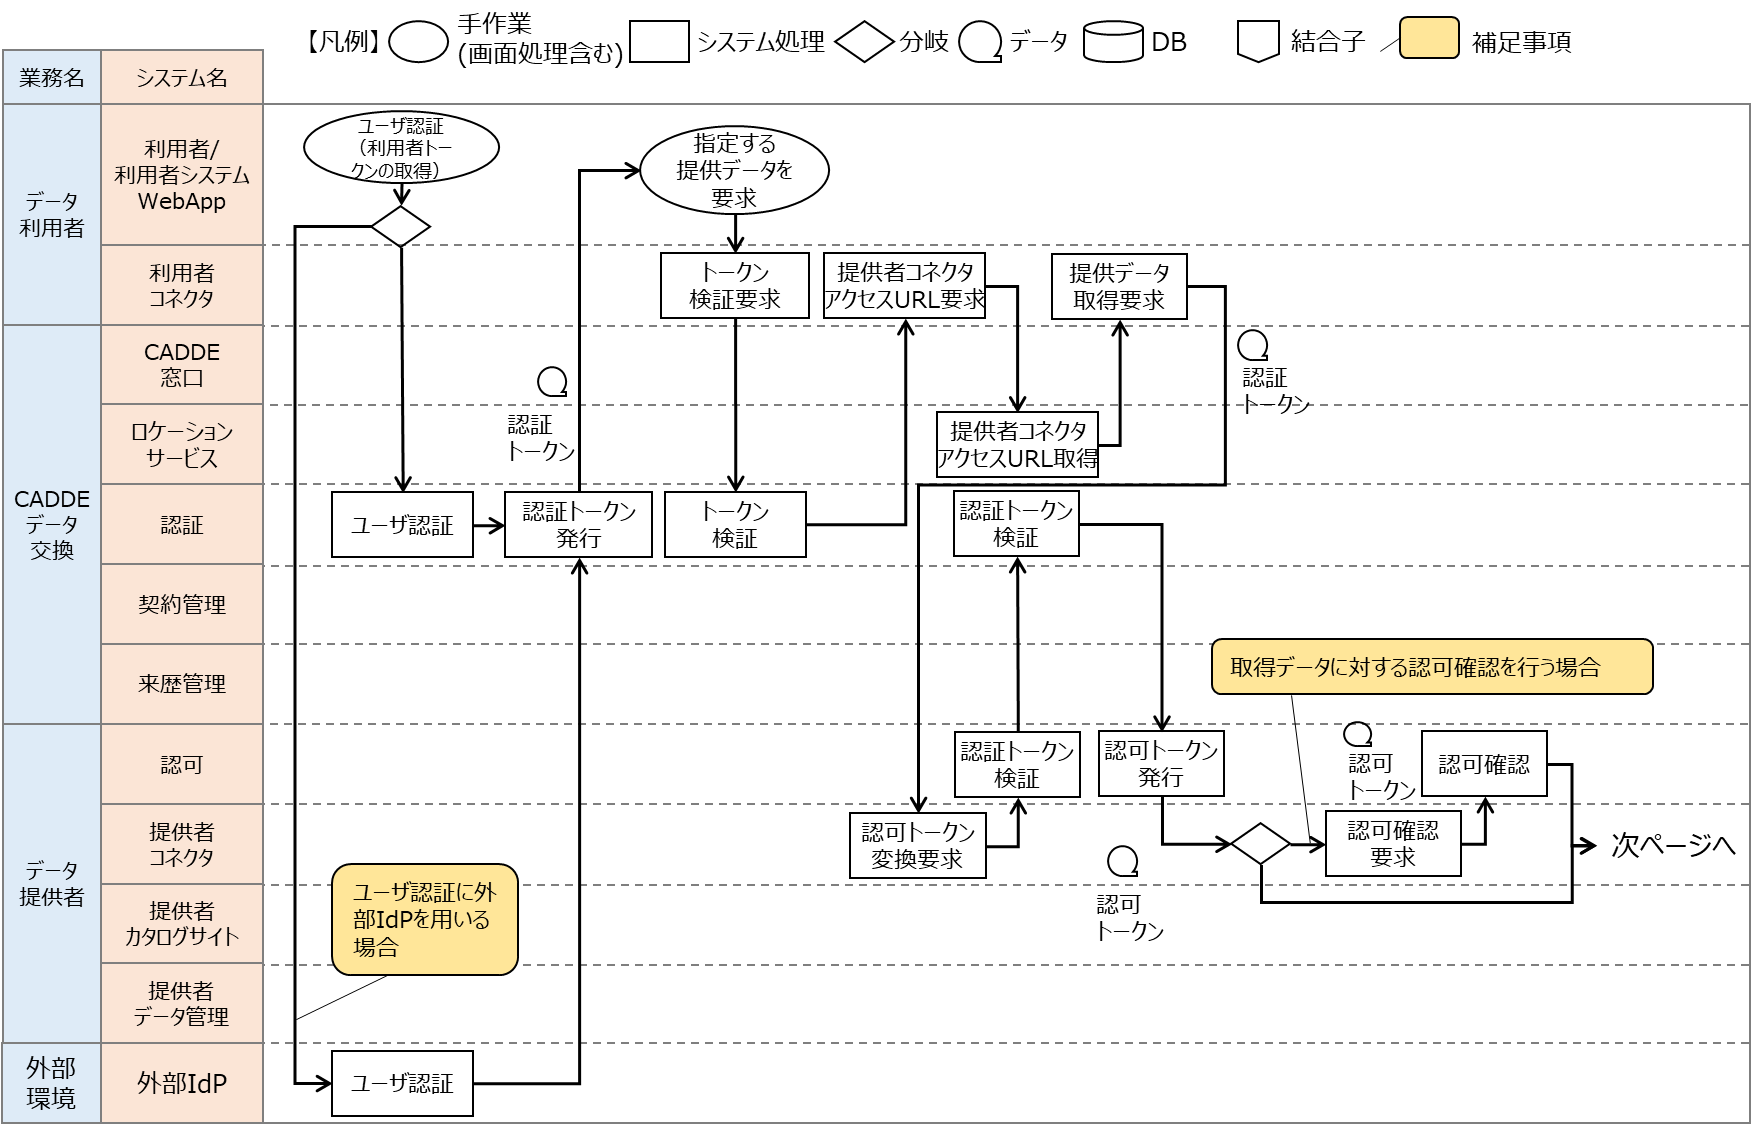 【凡例】
手作業
(画面処理含む)
システム処理
分岐
データ
DB
結合子
補足事項
業務名
システム名
データ
利用者
利用者/
利用者システム
WebApp
ユーザ認証
（利用者トー
クンの取得）
指定する
提供データを
要求
利用者
コネクタ
トークン
検証要求
提供者コネクタ
アクセスURL要求
提供データ
取得要求
CADDE
データ
交換
CADDE
窓口
認証
トークン
認証
トークン
ロケーション
サービス
提供者コネクタ
アクセスURL取得
認証
ユーザ認証
認証トークン
発行
トークン
検証
認証トークン
検証
契約管理
来歴管理
取得データに対する認可確認を行う場合
データ
提供者
認可
認証トークン
検証
認可トークン
発行
認可
トークン
認可確認
提供者
コネクタ
認可トークン
変換要求
認可確認
要求
次ページへ
ユーザ認証に外
部IdPを用いる
場合
認可
トークン
提供者
カタログサイト
提供者
データ管理
外部
環境
外部IdP
ユーザ認証